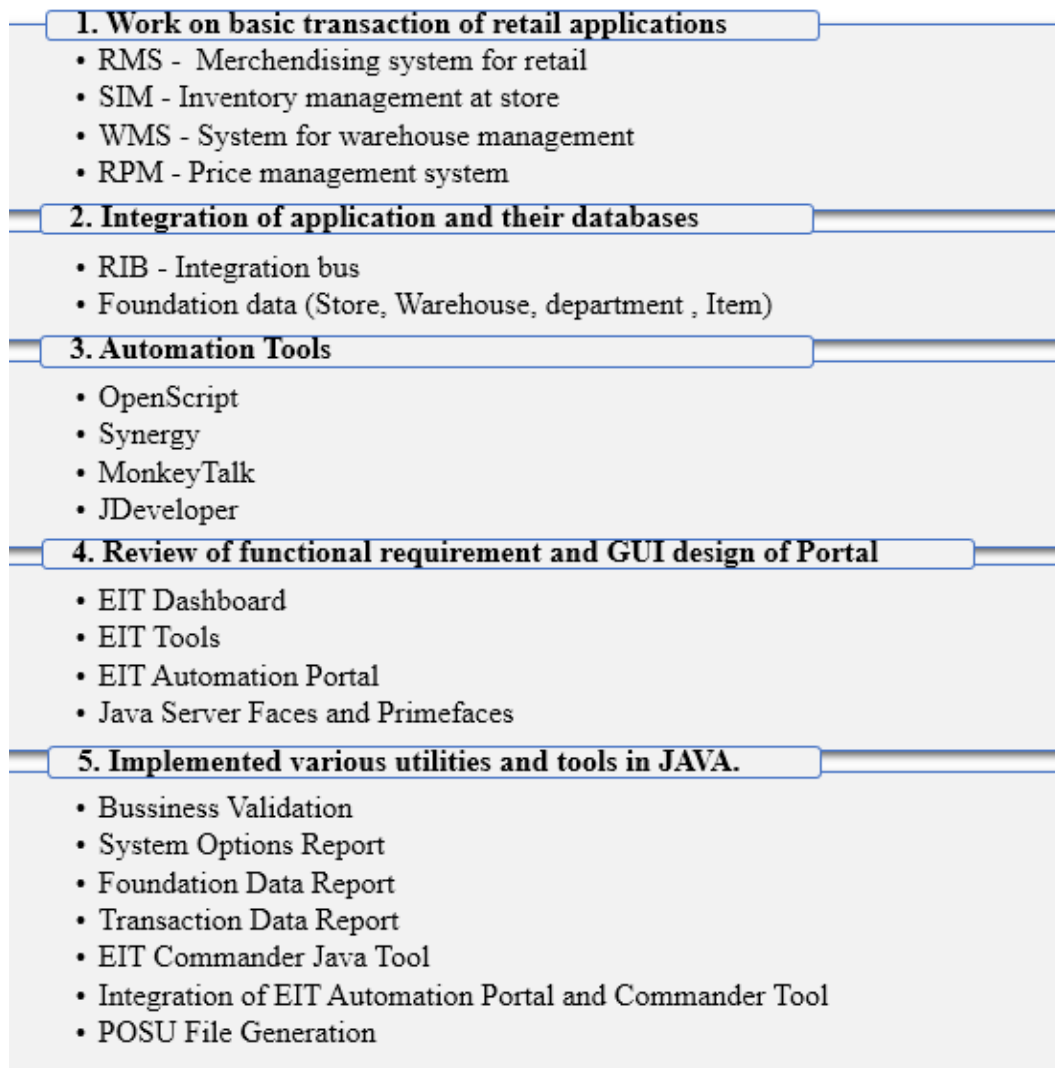 1. Work on basic transaction of retail applications
• RMS -  Merchendising system for retail
• SIM - Inventory management at store
• WMS - System for warehouse management
• RPM - Price management system
2. Integration of application and their databases
• RIB - Integration bus
• Foundation data (Store, Warehouse, department , Item)
3. Automation Tools
• OpenScript
• Synergy
• MonkeyTalk
• JDeveloper
4. Review of functional requirement and GUI design of Portal
• EIT Dashboard
• EIT Tools
• EIT Automation Portal
• Java Server Faces and Primefaces
5. Implemented various utilities and tools in JAVA.
• Bussiness Validation
• System Options Report
• Foundation Data Report
• Transaction Data Report
• EIT Commander Java Tool
• Integration of EIT Automation Portal and Commander Tool
• POSU File Generation